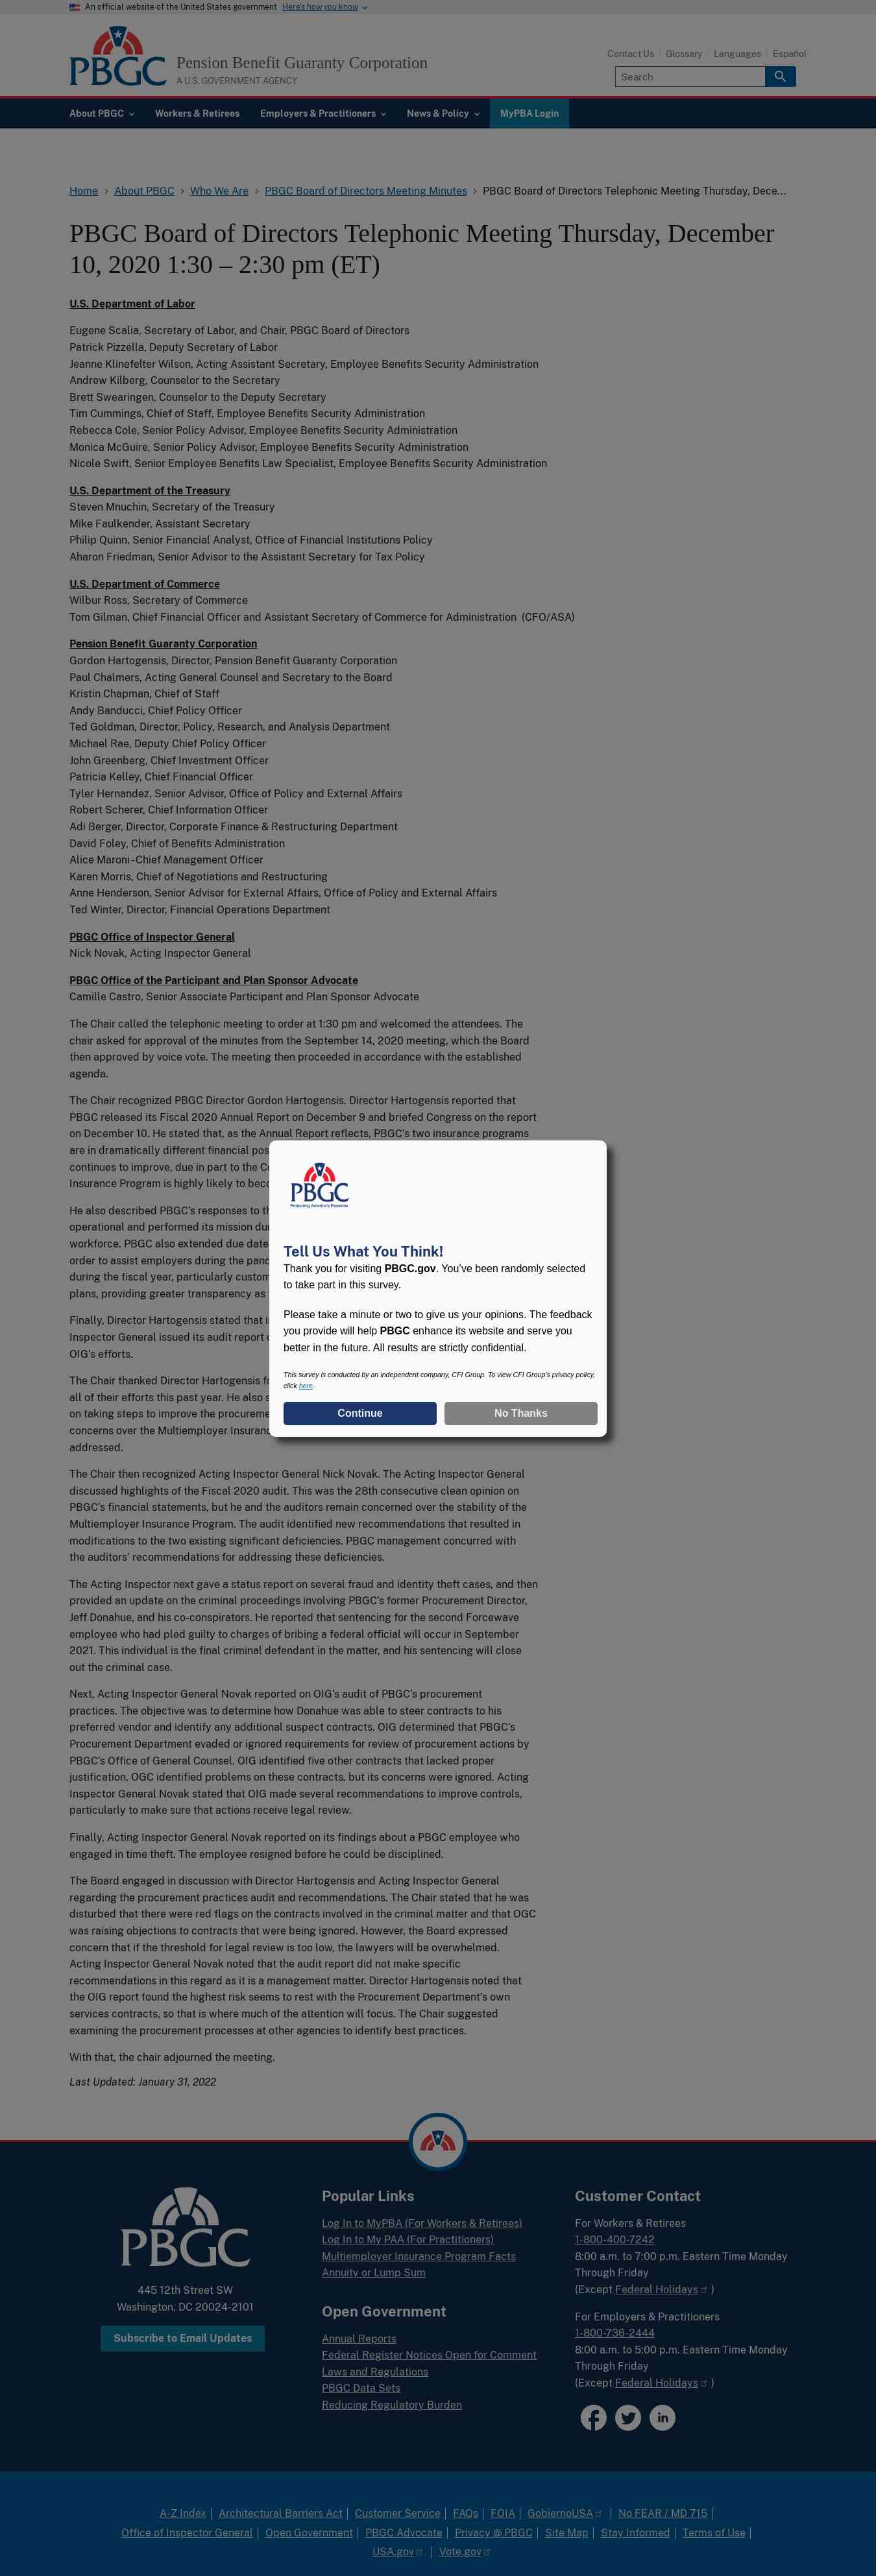 An official website of the United States government Here's how you know
PBGC
Pension Benefit Guaranty Corporation
A U.S. GOVERNMENT AGENCY
Contact Us Glossary Languages Español
Search
About PBGC Workers & Retirees Employers & Practitioners News & Policy MyPBA Login
Home > About PBGC > Who We Are > PBGC Board of Directors Meeting Minutes > PBGC Board of Directors Telephonic Meeting Thursday, Dece...
PBGC Board of Directors Telephonic Meeting Thursday, December
10, 2020 1:30 – 2:30 pm (ET)
U.S. Department of Labor
Eugene Scalia, Secretary of Labor, and Chair, PBGC Board of Directors
Patrick Pizzella, Deputy Secretary of Labor
Jeanne Klinefelter Wilson, Acting Assistant Secretary, Employee Benefits Security Administration
Andrew Kilberg, Counselor to the Secretary
Brett Swearingen, Counselor to the Deputy Secretary
Tim Cummings, Chief of Staff, Employee Benefits Security Administration
Rebecca Cole, Senior Policy Advisor, Employee Benefits Security Administration
Monica McGuire, Senior Policy Advisor, Employee Benefits Security Administration
Nicole Swift, Senior Employee Benefits Law Specialist, Employee Benefits Security Administration
U.S. Department of the Treasury
Steven Mnuchin, Secretary of the Treasury
Mike Faulkender, Assistant Secretary
Philip Quinn, Senior Financial Analyst, Office of Financial Institutions Policy
Aharon Friedman, Senior Advisor to the Assistant Secretary for Tax Policy
U.S. Department of Commerce
Wilbur Ross, Secretary of Commerce
Tom Gilman, Chief Financial Officer and Assistant Secretary of Commerce for Administration (CFO/ASA)
Pension Benefit Guaranty Corporation
Gordon Hartogensis, Director, Pension Benefit Guaranty Corporation
Paul Chalmers, Acting General Counsel and Secretary to the Board
Kristin Chapman, Chief of Staff
Andy Banducci, Chief Policy Officer
Ted Goldman, Director, Policy, Research, and Analysis Department
Michael Rae, Deputy Chief Policy Officer
John Greenberg, Chief Investment Officer
Patricia Kelley, Chief Financial Officer
Tyler Hernandez, Senior Advisor, Office of Policy and External Affairs
Robert Scherer, Chief Information Officer
Adi Berger, Director, Corporate Finance & Restructuring Department
David Foley, Chief of Benefits Administration
Alice Maroni-Chief Management Officer
Karen Morris, Chief of Negotiations and Restructuring
Anne Henderson, Senior Advisor for External Affairs, Office of Policy and External Affairs
Ted Winter, Director, Financial Operations Department
PBGC Office of Inspector General
Nick Novak, Acting Inspector General
PBGC Office of the Participant and Plan Sponsor Advocate
Camille Castro, Senior Associate Participant and Plan Sponsor Advocate
The Chair called the telephonic meeting to order at 1:30 pm and welcomed the attendees. The
chair asked for approval of the minutes from the September 14, 2020 meeting, which the Board
then approved by voice vote. The meeting then proceeded in accordance with the established
agenda.
The Chair recognized PBGC Director Gordon Hartogensis. Director Hartogensis reported that
PBGC released its Fiscal 2020 Annual Report on December 9 and briefed Congress on the report
on December 10. He stated that, as the Annual Report reflects, PBGC's two insurance programs
are in dramatically different financial pos
continues to improve, due in part to the Co
Insurance Program is highly likely to beco
He also described PBGC's responses to th
operational and performed its mission duri
workforce. PBGC also extended due date
order to assist employers during the pan
during the fiscal year, particularly custom
plans, providing greater transparency as
Finally, Director Hartogensis stated that i
Inspector General issued its audit report o
OIG's efforts.
The Chair thanked Director Hartogensis fo
all of their efforts this past year. He
on taking steps to improve the procureme
concerns over the Multiemployer Insuranc
addressed.
PBGC
Protecting America's Pensions
Tell Us What You Think!
Thank you for visiting PBGC.gov. You've been randomly selected
to take part in this survey.
Please take a minute or two to give us your opinions. The feedback
you provide will help PBGC enhance its website and serve you
better in the future. All results are strictly confidential.
This survey is conducted by an independent company, CFI Group. To view CFI Group's privacy policy,
click here.
Continue No Thanks
The Chair then recognized Acting Inspector General Nick Novak. The Acting Inspector General
discussed highlights of the Fiscal 2020 audit. This was the 28th consecutive clean opinion on
PBGC's financial statements, but he and the auditors remain concerned over the stability of the
Multiemployer Insurance Program. The audit identified new recommendations that resulted in
modifications to the two existing significant deficiencies. PBGC management concurred with
the auditors' recommendations for addressing these deficiencies.
The Acting Inspector next gave a status report on several fraud and identity theft cases, and then
provided an update on the criminal proceedings involving PBGC's former Procurement Director,
Jeff Donahue, and his co-conspirators. He reported that sentencing for the second Forcewave
employee who had pled guilty to charges of bribing a federal official will occur in September
2021. This individual is the final criminal defendant in the matter, and his sentencing will close
out the criminal case.
Next, Acting Inspector General Novak reported on OIG's audit of PBGC's procurement
practices. The objective was to determine how Donahue was able to steer contracts to his
preferred vendor and identify any additional suspect contracts. OIG determined that PBGC's
Procurement Department evaded or ignored requirements for review of procurement actions by
PBGC's Office of General Counsel. OIG identified five other contracts that lacked proper
justification. OGC identified problems on these contracts, but its concerns were ignored. Acting
Inspector General Novak stated that OIG made several recommendations to improve controls,
particularly to make sure that actions receive legal review.
Finally, Acting Inspector General Novak reported on its findings about a PBGC employee who
engaged in time theft. The employee resigned before he could be disciplined.
The Board engaged in discussion with Director Hartogensis and Acting Inspector General
regarding the procurement practices audit and recommendations. The Chair stated that he was
disturbed that there were red flags on the contracts involved in the criminal matter and that OGC
was raising objections to contracts that were being ignored. However, the Board expressed
concern that if the threshold for legal review is too low, the lawyers will be overwhelmed.
Acting Inspector General Novak noted that the audit report did not make specific
recommendations in this regard as it is a management matter. Director Hartogensis noted that
the OIG report found the highest risk seems to rest with the Procurement Department's own
services contracts, so that is where much of the attention will focus. The Chair suggested
examining the procurement processes at other agencies to identify best practices.
With that, the chair adjourned the meeting.
Last Updated: January 31, 2022
PBGC
445 12th Street SW
Washington, DC 20024-2101
Subscribe to Email Updates
Popular Links
Log In to MyPBA (For Workers & Retirees)
Log In to My PAA (For Practitioners)
Multiemployer Insurance Program Facts
Annuity or Lump Sum
Open Government
Annual Reports
Federal Register Notices Open for Comment
Laws and Regulations
PBGC Data Sets
Reducing Regulatory Burden
Customer Contact
For Workers & Retirees
1-800-400-7242
8:00 a.m. to 7:00 p.m. Eastern Time Monday
Through Friday
(Except Federal Holidays )
For Employers & Practitioners
1-800-736-2444
8:00 a.m. to 5:00 p.m. Eastern Time Monday
Through Friday
(Except Federal Holidays )
A-Z Index | Architectural Barriers Act | Customer Service | FAQs | FOIA | GobiernoUSA | No FEAR / MD 715 |
Office of Inspector General | Open Government | PBGC Advocate | Privacy @ PBGC | Site Map | Stay Informed | Terms of Use |
USA.gov | Vote.gov